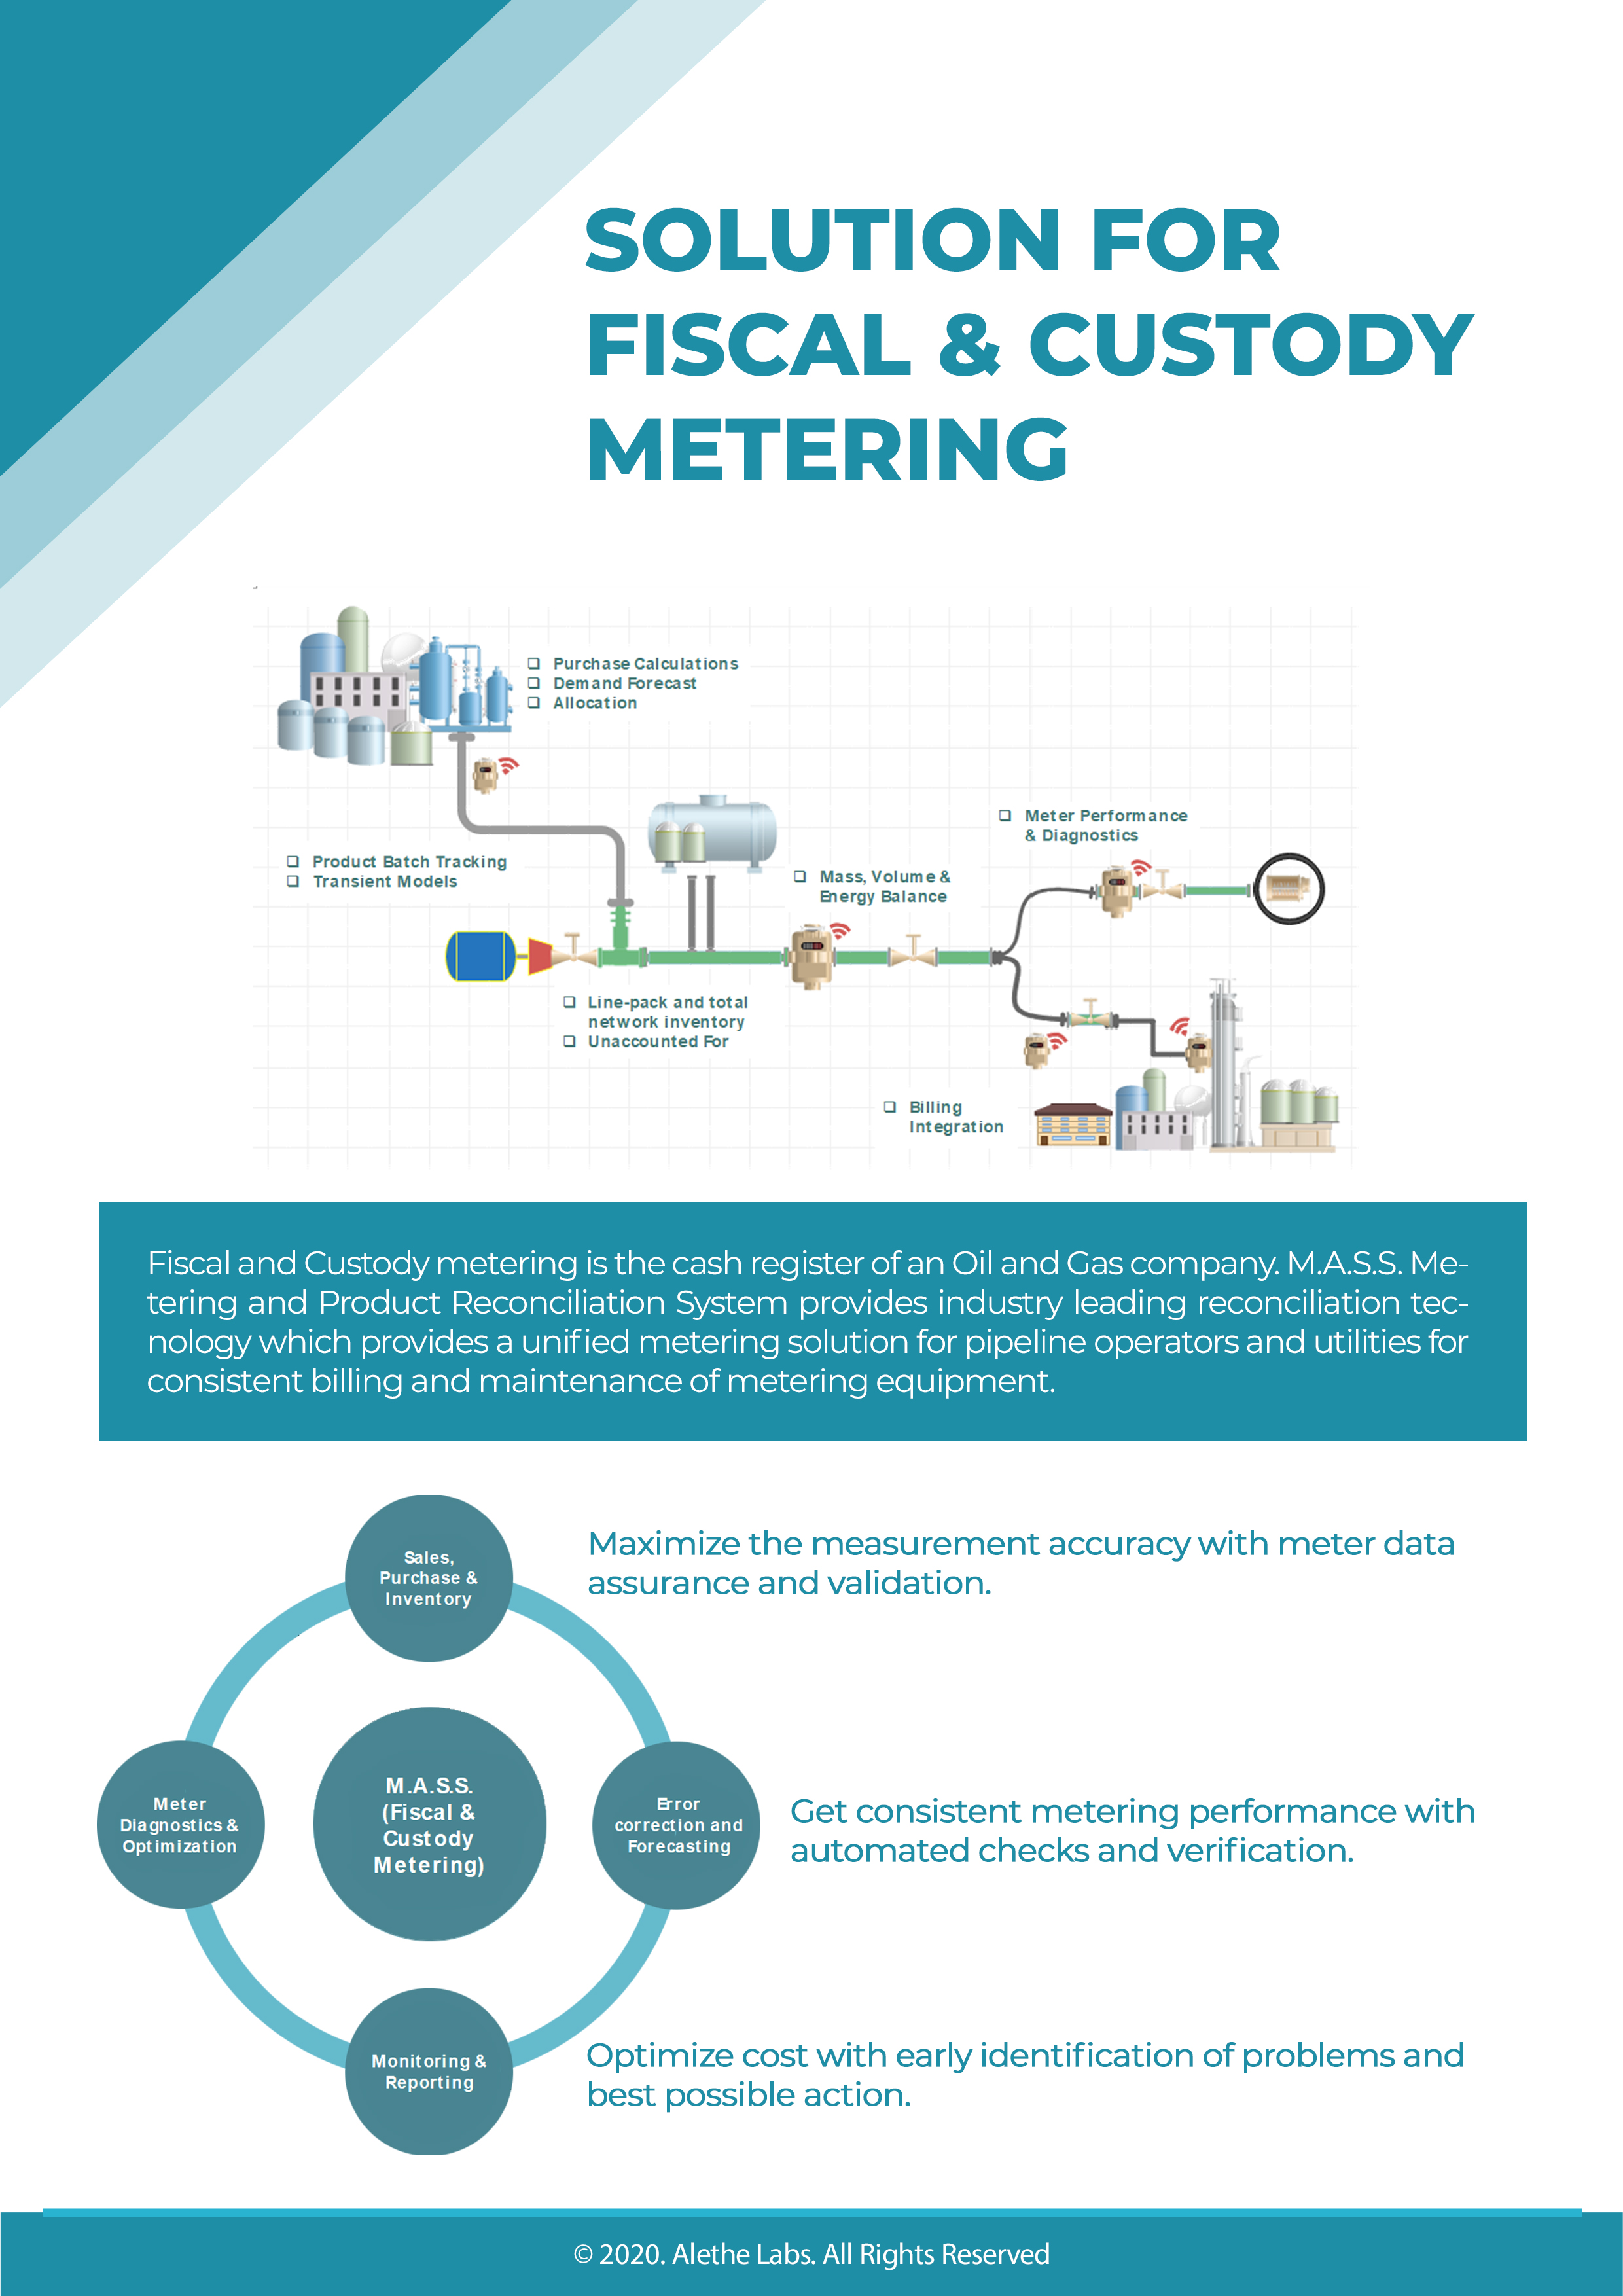 SOLUTION FOR
FISCAL & CUSTODY
METERING
❑ Purchase Calculations
❑ Demand Forecast
❑ Allocation
❑ Product Batch Tracking
❑ Transient Models
❑ Meter Performance
& Diagnostics
❑ Mass, Volume &
Energy Balance
❑ Line-pack and total
network inventory
❑ Unaccounted For
❑ Billing
Integration
Fiscal and Custody metering is the cash register of an Oil and Gas company. M.A.S.S. Me-
tering and Product Reconciliation System provides industry leading reconciliation tec-
nology which provides a unified metering solution for pipeline operators and utilities for
consistent billing and maintenance of metering equipment.
Sales,
Purchase &
Inventory
Maximize the measurement accuracy with meter data
assurance and validation.
Meter
Diagnostics &
Optimization
M.A.S.S.
(Fiscal &
Custody
Metering)
Error
correction and
Forecasting
Get consistent metering performance with
automated checks and verification.
Monitoring &
Reporting
Optimize cost with early identification of problems and
best possible action.
© 2020. Alethe Labs. All Rights Reserved